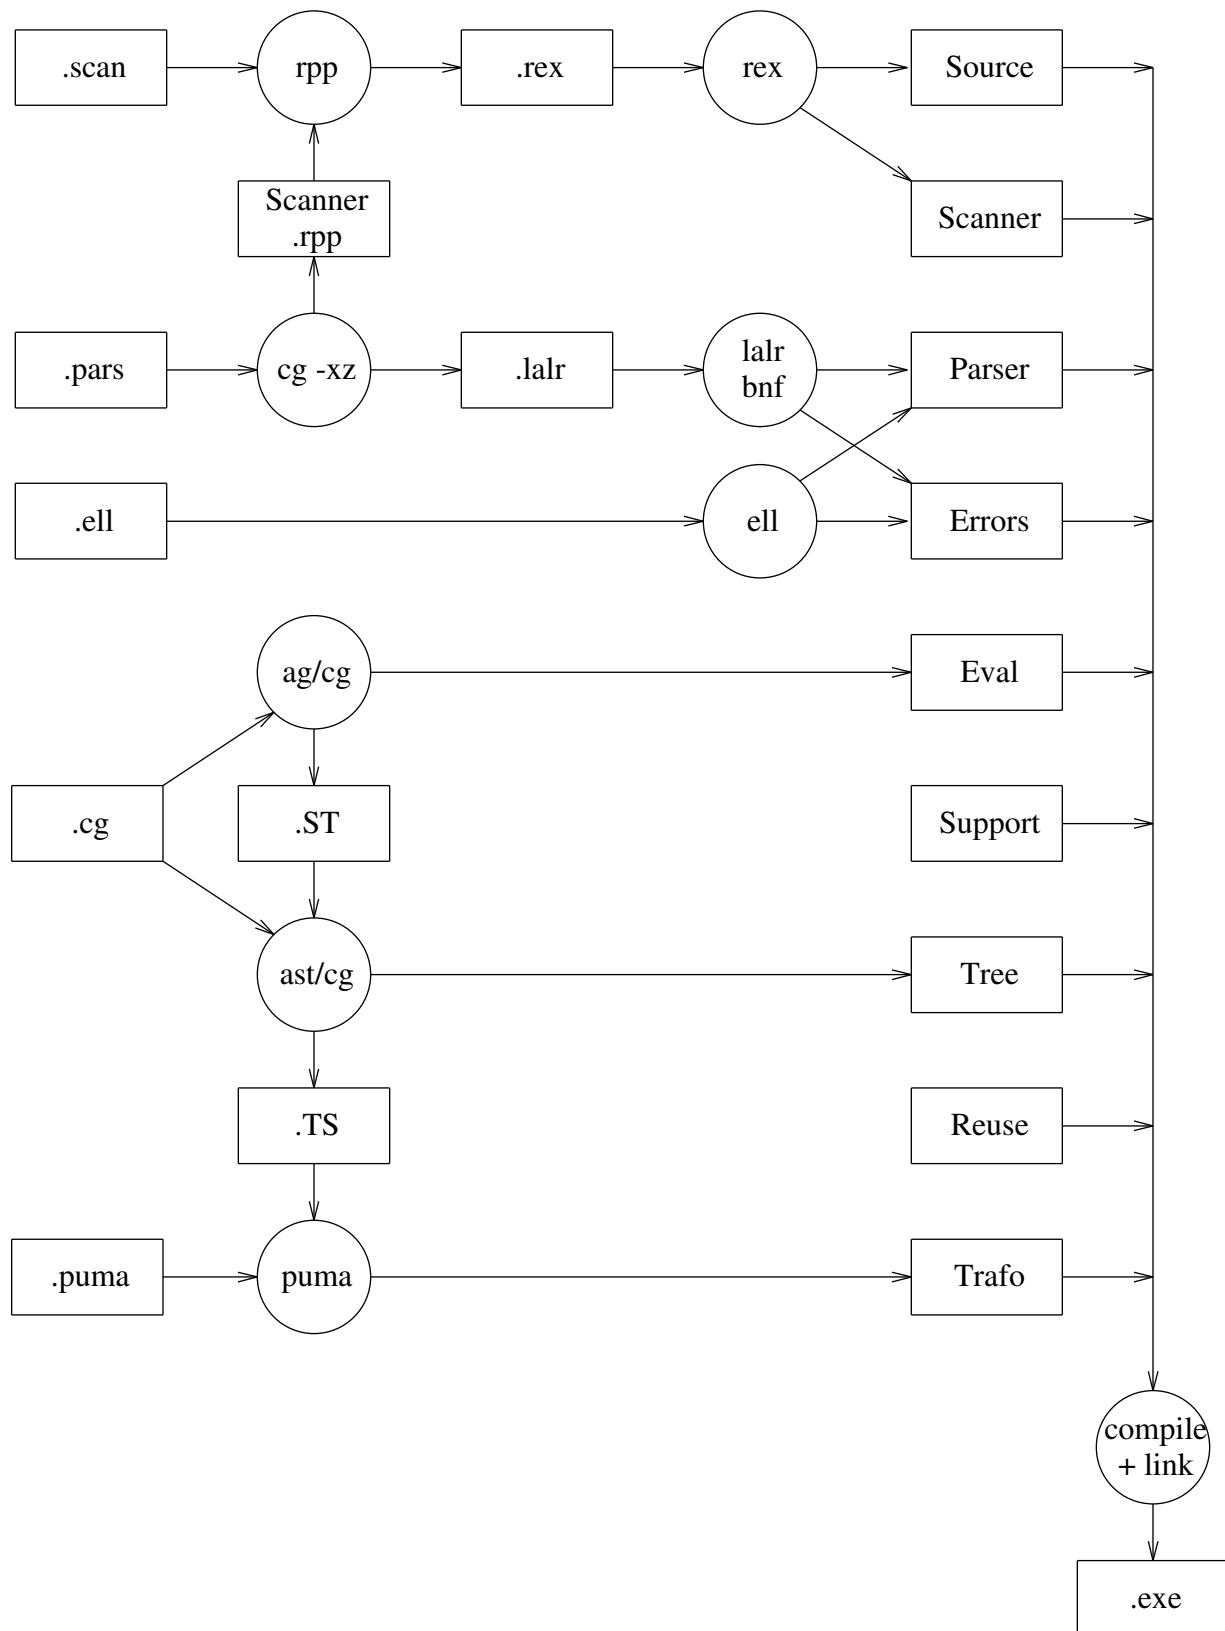 .scan
rpp
.rex
rex
Source
Scanner
.rpp
Scanner
.pars
cg -xz
.lalr
lalr
bnf
Parser
.ell
ell
Errors
ag/cg
Eval
.cg
.ST
Support
ast/cg
Tree
.TS
Reuse
.puma
puma
Trafo
compile
+ link
.exe